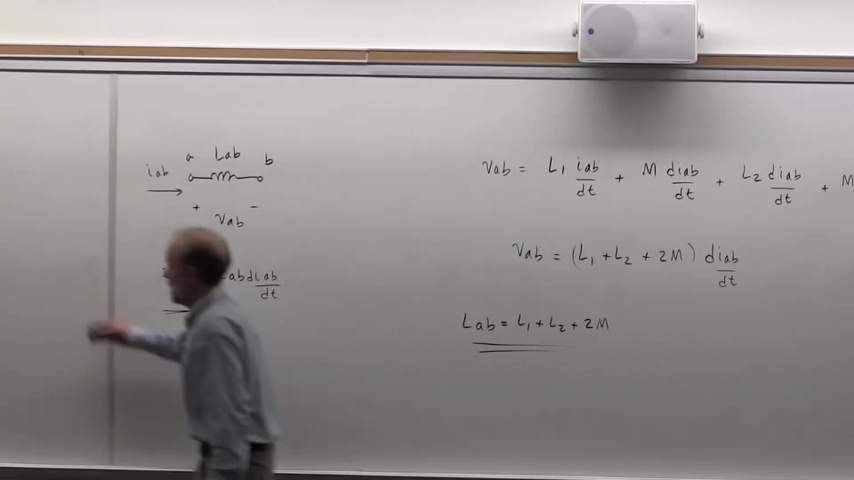 a Lab b
iab
+ Vab -
abdiab/dt
Vab = L1 iab/dt + M diab/dt + L2 diab/dt + M
Vab = (L1 + L2 + 2M) diab/dt
Lab = L1 + L2 + 2M